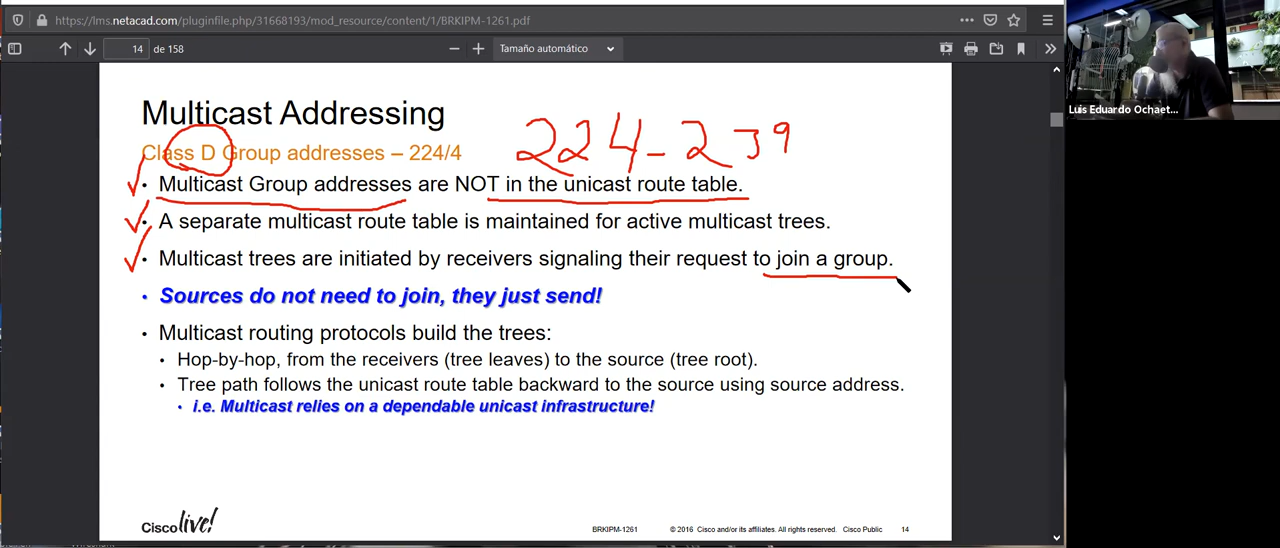 https://lms.netacad.com/pluginfile.php/31668193/mod_resource/content/1/BRKIPM-1261.pdf
14 de 158
Tamaño automático
Luis Eduardo Ochaet...
Multicast Addressing
224-239
Class D Group addresses – 224/4
• Multicast Group addresses are NOT in the unicast route table.
• A separate multicast route table is maintained for active multicast trees.
• Multicast trees are initiated by receivers signaling their request to join a group.
• Sources do not need to join, they just send!
• Multicast routing protocols build the trees:
• Hop-by-hop, from the receivers (tree leaves) to the source (tree root).
• Tree path follows the unicast route table backward to the source using source address.
• i.e. Multicast relies on a dependable unicast infrastructure!
Cisco live!
BRKIPM-1261 © 2016 Cisco and/or its affiliates. All rights reserved. Cisco Public 14